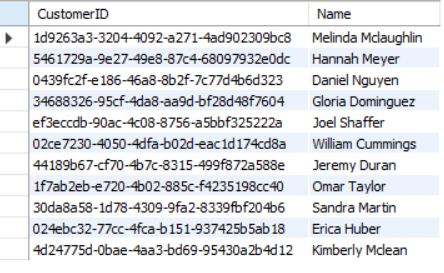 CustomerID Name
1d9263a3-3204-4092-a271-4ad902309bc8 Melinda Mclaughlin
5461729a-9e27-49e8-87c4-68097932e0dc Hannah Meyer
0439fc2f-e186-46a8-8b2f-7c77d4b6d323 Daniel Nguyen
34688326-95cf-4da8-aa9d-bf28d48f7604 Gloria Dominguez
ef3eccdb-90ac-4c08-8756-a5bbf325222a Joel Shaffer
02ce7230-4050-4dfa-b02d-eac1d174cd8a William Cummings
44189b67-cf70-4b7c-8315-499f872a588e Jeremy Duran
1f7ab2eb-e720-4b02-885c-f4235198cc40 Omar Taylor
30da8a58-1d78-4309-9fa2-8339fbf204b6 Sandra Martin
024ebc32-77cc-4fca-b151-937425b5ab18 Erica Huber
4d24775d-0bae-4aa3-bd69-95430a2b4d12 Kimberly Mclean